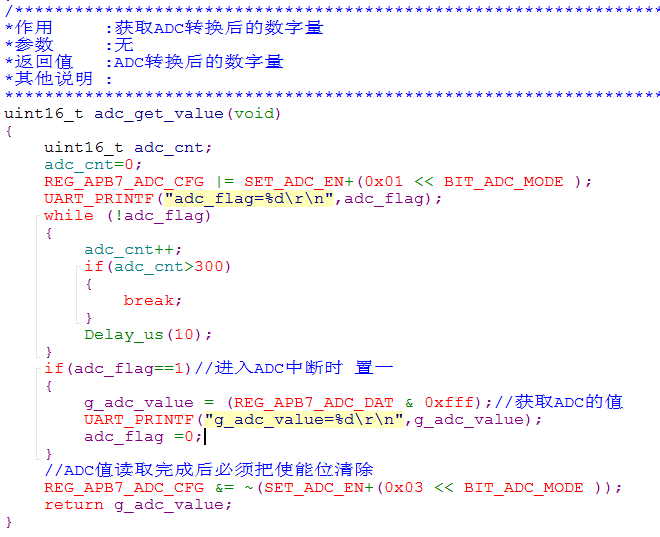 /*****************************************************************
*作用     :获取ADC转换后的数字量
*参数     :无
*返回值   :ADC转换后的数字量
*其他说明 :
******************************************************************
uint16_t adc_get_value(void)
{
    uint16_t adc_cnt;
    adc_cnt=0;
    REG_APB7_ADC_CFG |= SET_ADC_EN+(0x01 << BIT_ADC_MODE );
    UART_PRINTF("adc_flag=%d\r\n",adc_flag);
    while (!adc_flag)
    {
        adc_cnt++;
        if(adc_cnt>300)
        {
            break;
        }
        Delay_us(10);
    }
    if(adc_flag==1)//进入ADC中断时 置一
    {
        g_adc_value = (REG_APB7_ADC_DAT & 0xfff);//获取ADC的值
        UART_PRINTF("g_adc_value=%d\r\n",g_adc_value);
        adc_flag =0;
    }
    //ADC值读取完成后必须把使能位清除
    REG_APB7_ADC_CFG &= ~(SET_ADC_EN+(0x03 << BIT_ADC_MODE ));
    return g_adc_value;
}